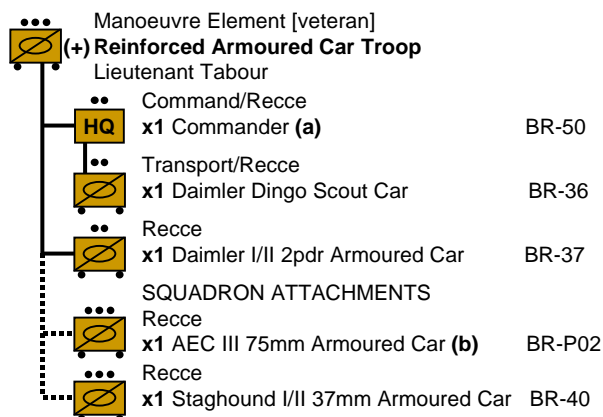 Manoeuvre Element [veteran]
(+) Reinforced Armoured Car Troop
Lieutenant Tabour
Command/Recce
HQ x1 Commander (a) BR-50
Transport/Recce
x1 Daimler Dingo Scout Car BR-36
Recce
x1 Daimler I/II 2pdr Armoured Car BR-37
SQUADRON ATTACHMENTS
Recce
x1 AEC III 75mm Armoured Car (b) BR-P02
Recce
x1 Staghound I/II 37mm Armoured Car BR-40